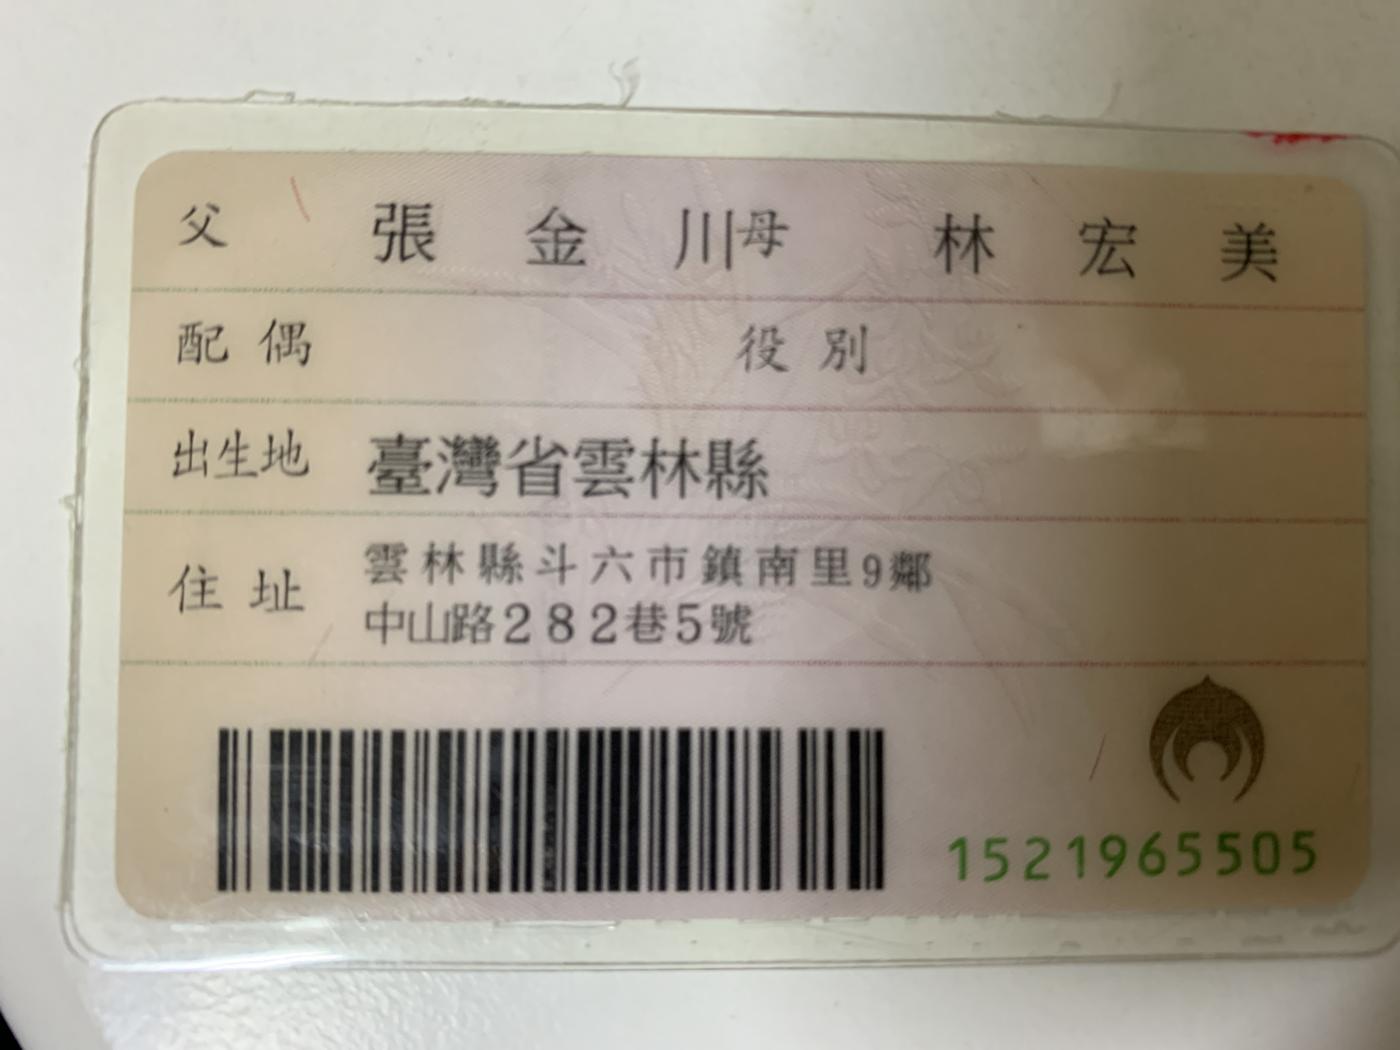 父 張金川 母 林宏美
配偶 役別
出生地 臺灣省雲林縣
住址 雲林縣斗六市鎮南里9鄰
中山路282巷5號
1521965505